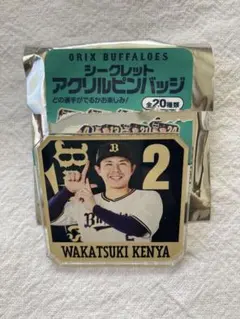 ORIX BUFFALOES
シークレット
アクリルピンバッジ
どの選手がでるかお楽しみ!
全20種類
B
2
WAKATSUKI KENYA